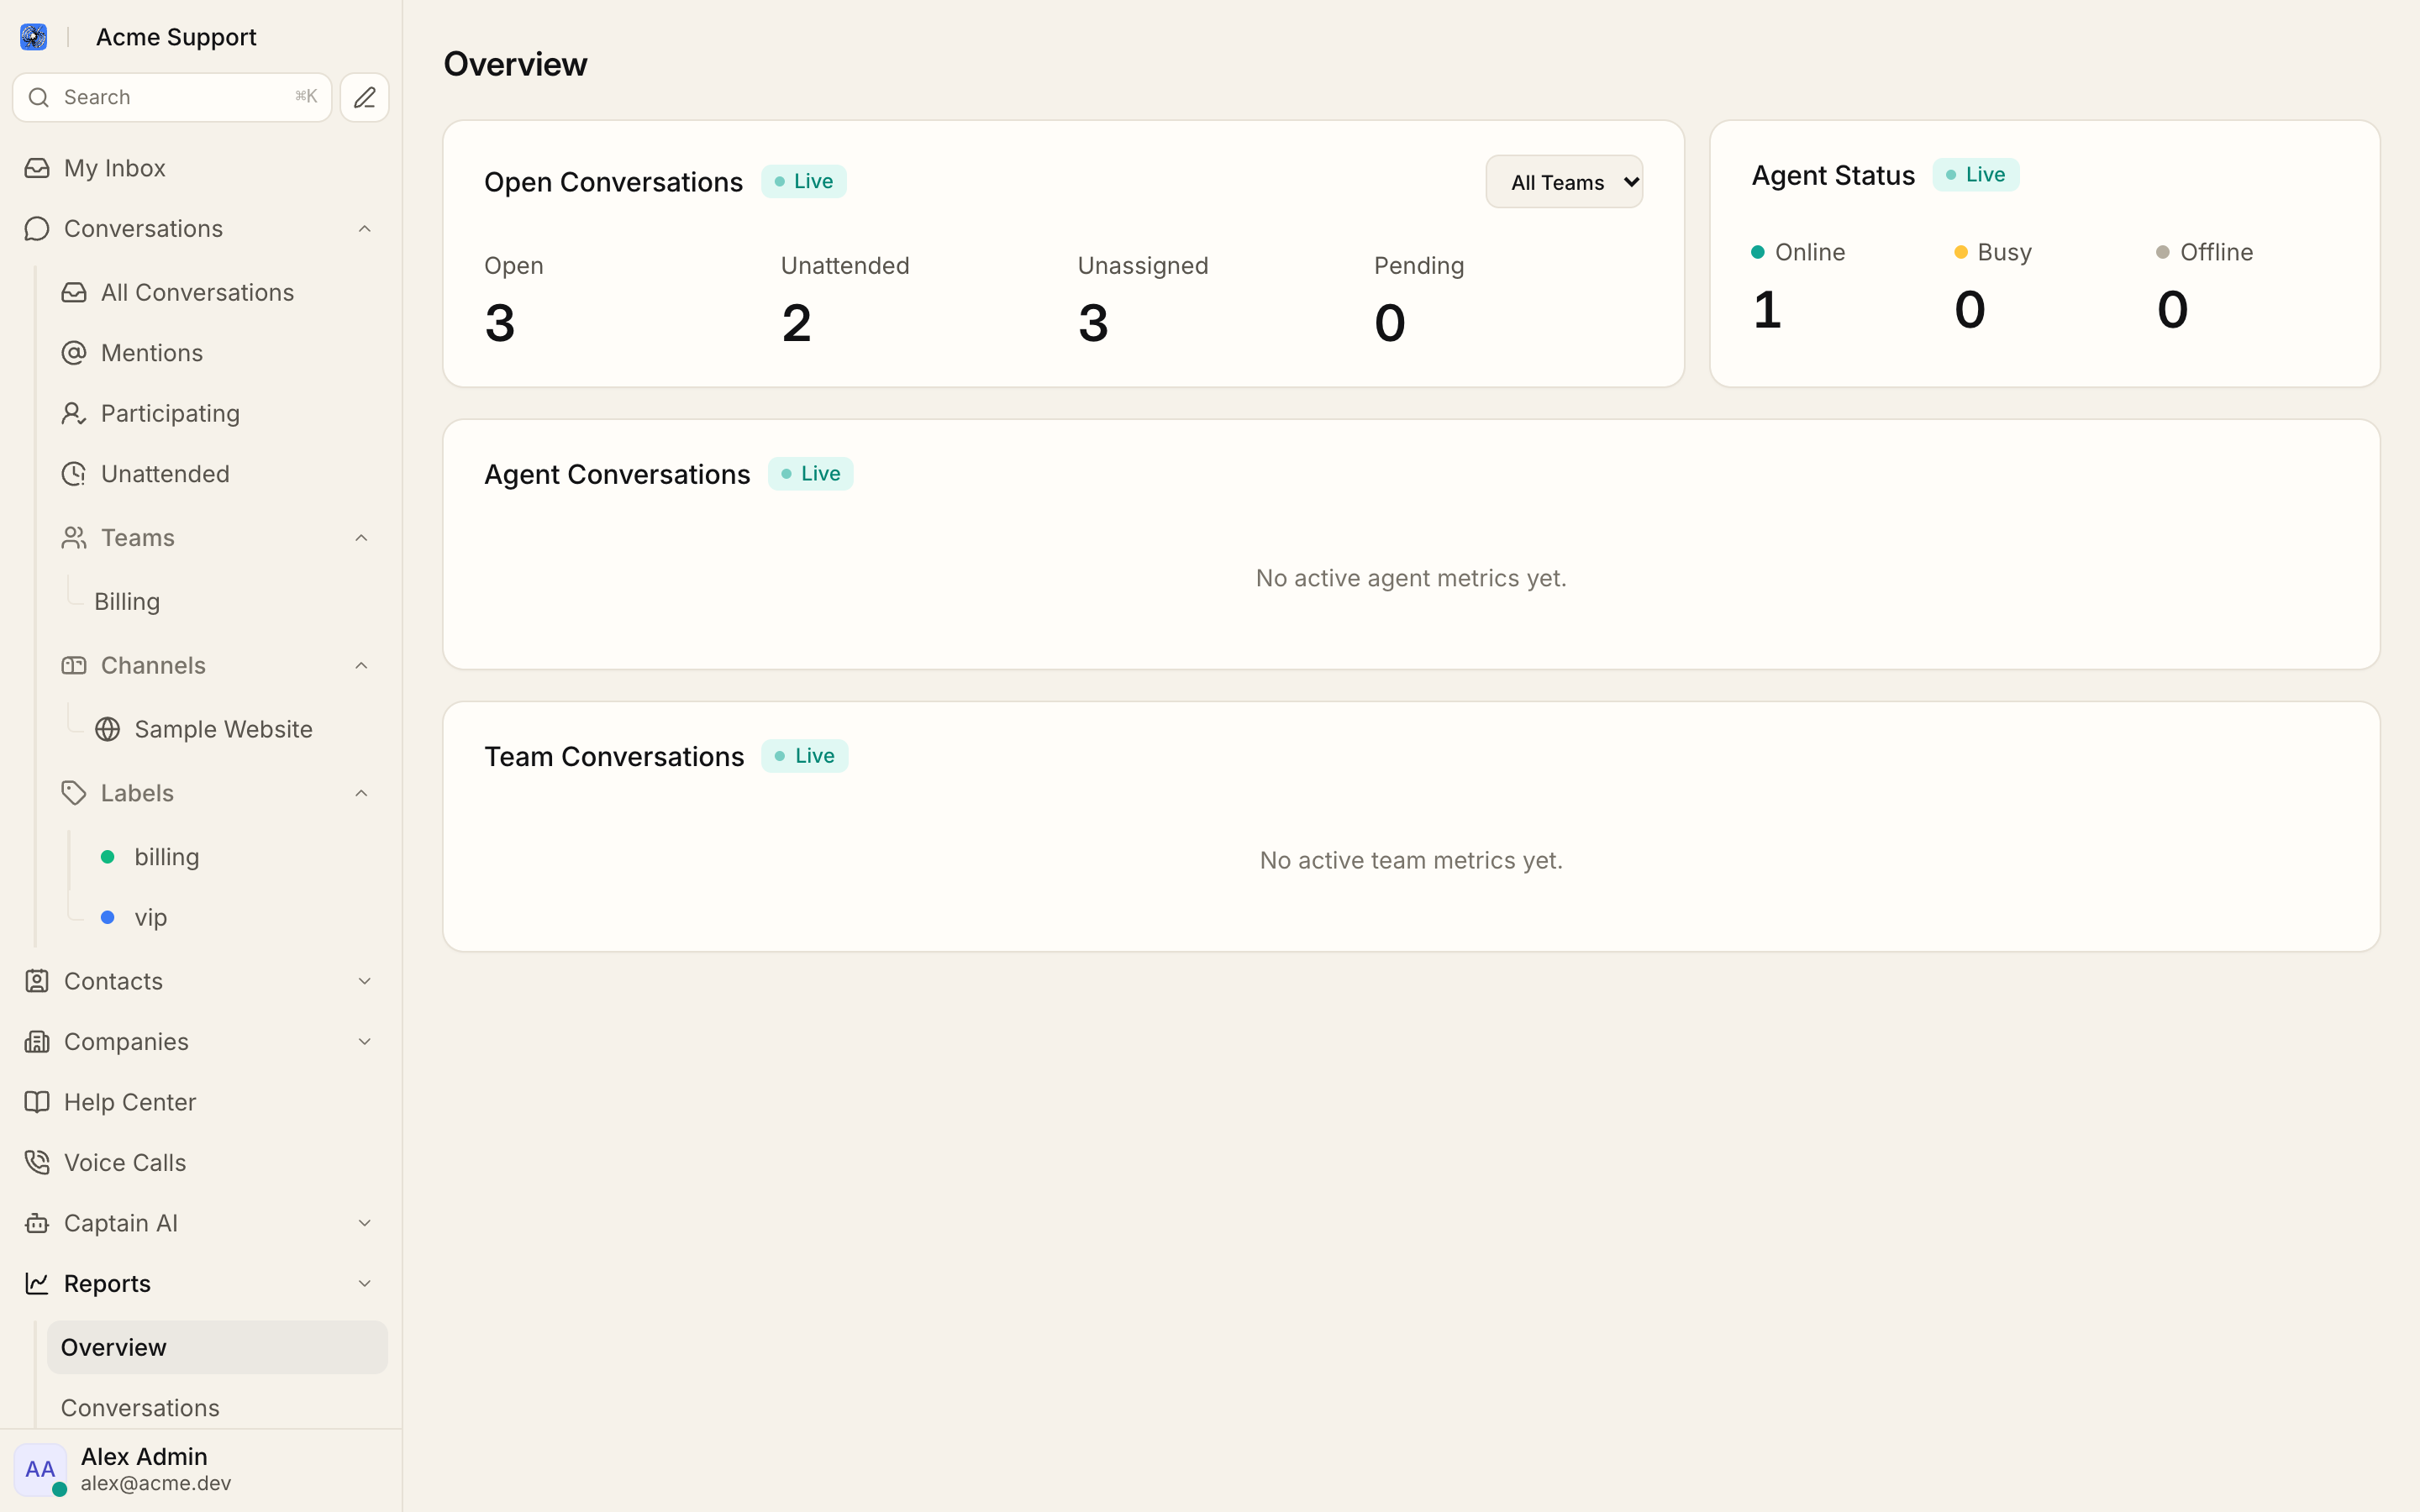 Acme Support
Search ⌘K
My Inbox
Conversations
All Conversations
Mentions
Participating
Unattended
Teams
Billing
Channels
Sample Website
Labels
billing
vip
Contacts
Companies
Help Center
Voice Calls
Captain AI
Reports
Overview
Conversations
AA
Alex Admin
alex@acme.dev
Overview
Open Conversations Live
All Teams
Open Unattended Unassigned Pending
3 2 3 0
Agent Status Live
Online Busy Offline
1 0 0
Agent Conversations Live
No active agent metrics yet.
Team Conversations Live
No active team metrics yet.